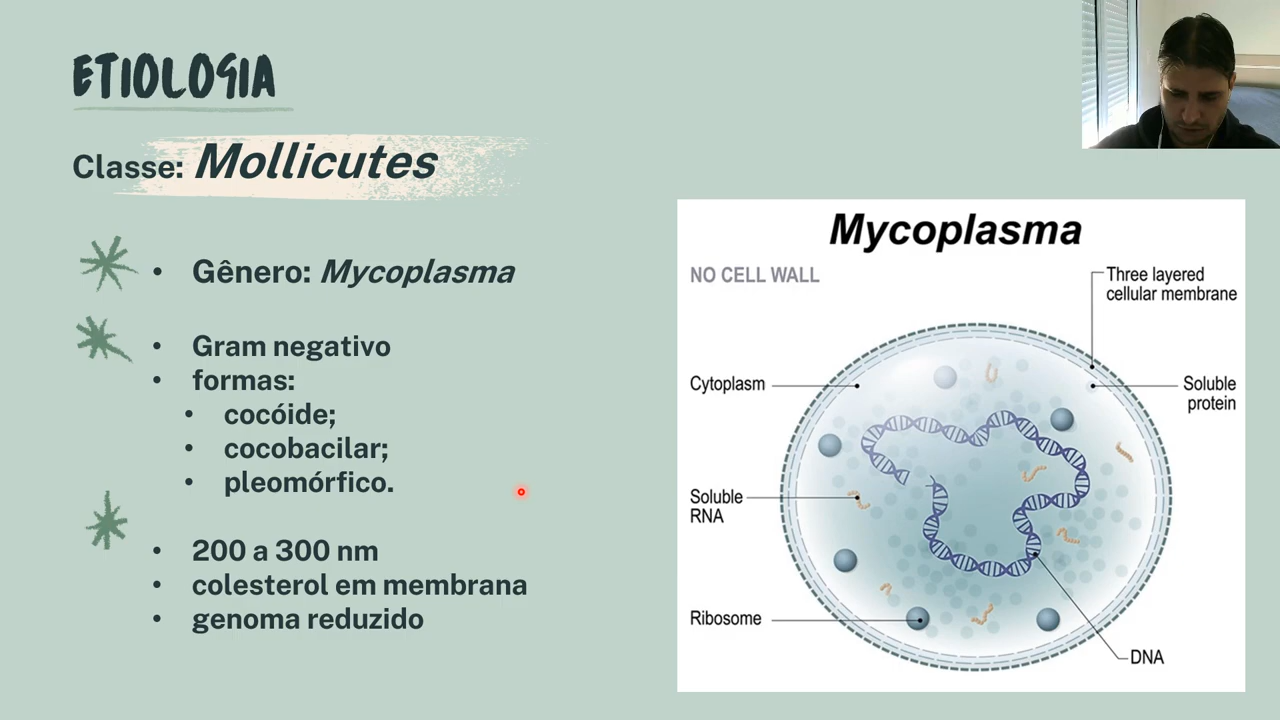 ETIOLOGIA
Classe: Mollicutes
• Gênero: Mycoplasma
• Gram negativo
• formas:
• cocóide;
• cocobacilar;
• pleomórfico.
• 200 a 300 nm
• colesterol em membrana
• genoma reduzido
Mycoplasma
NO CELL WALL
Three layered
cellular membrane
Cytoplasm
Soluble
protein
Soluble
RNA
Ribosome
DNA